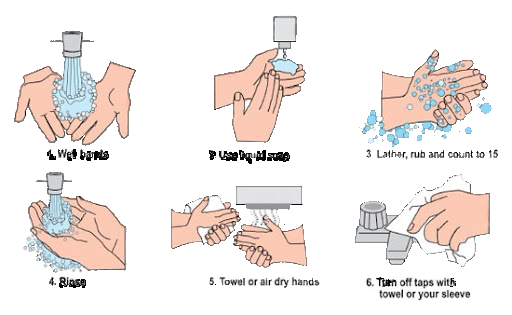 1. Wet hands
2. Use liquid soap
3. Lather, rub and count to 15
4. Rinse
5. Towel or air dry hands
6. Turn off taps with
towel or your sleeve